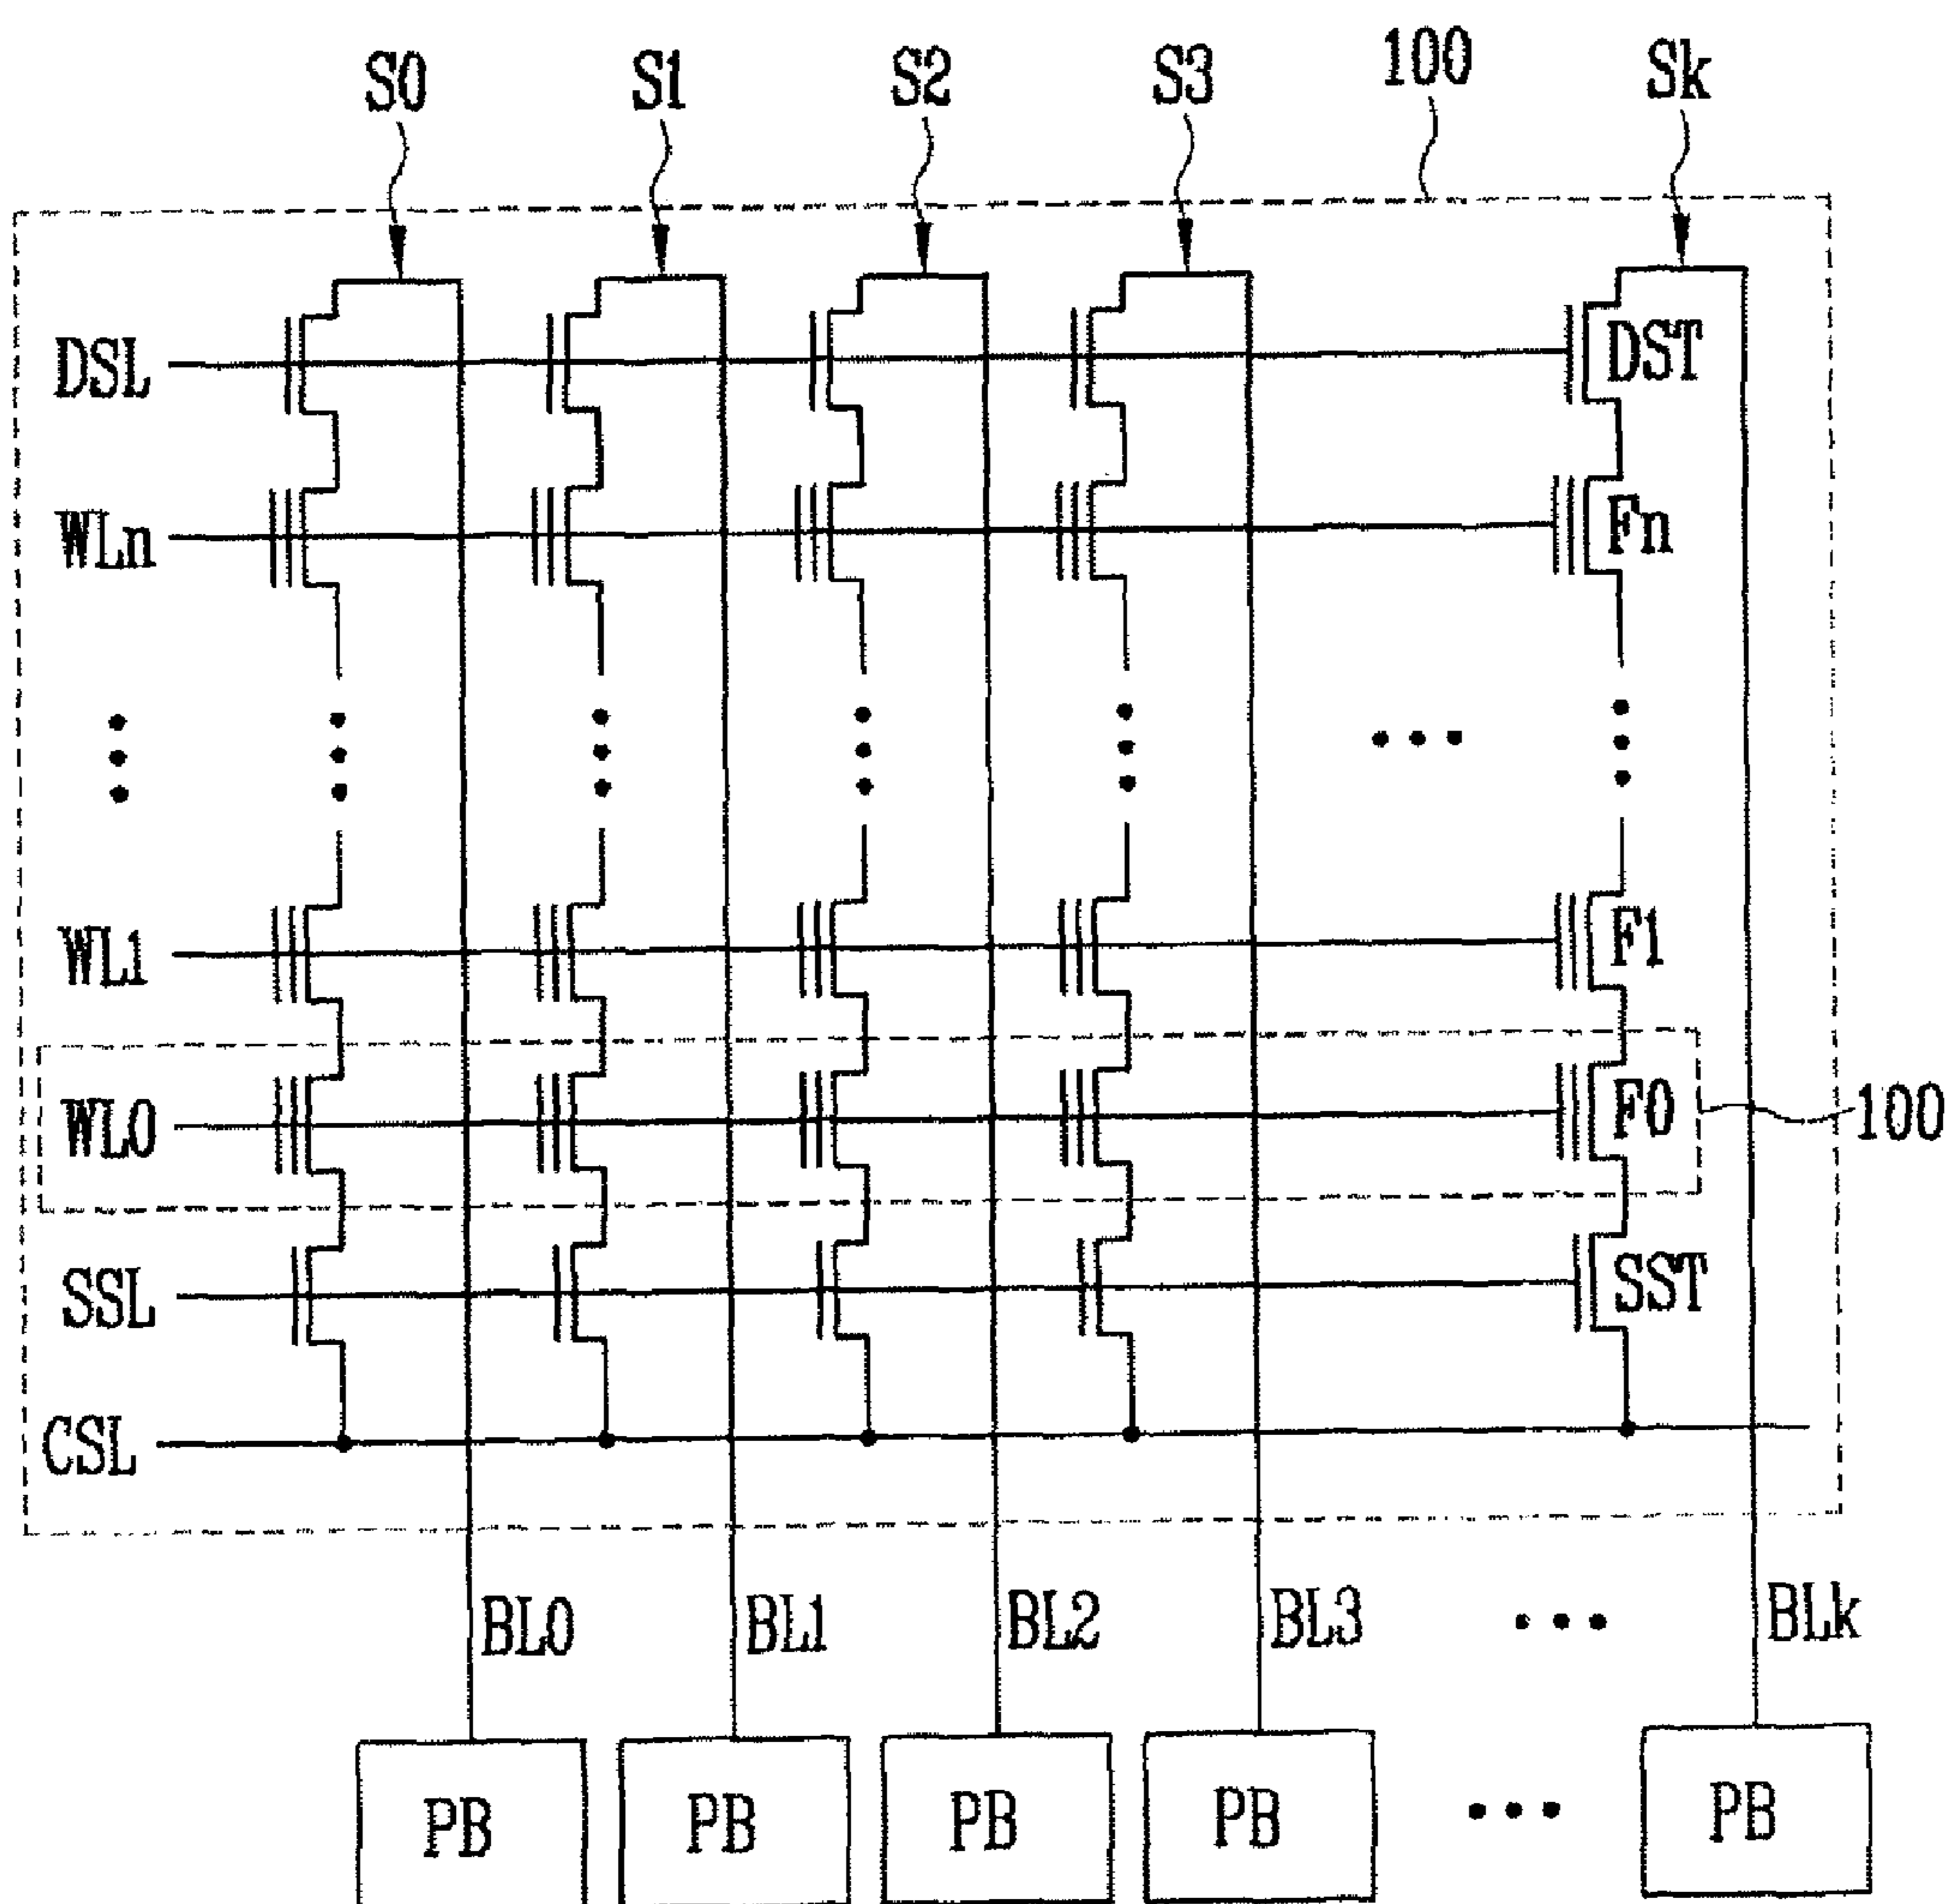 S0 S1 S2 S3 100 Sk
DSL DST
WLn Fn
WL1 F1
WL0 F0 100
SSL SST
CSL
BL0 BL1 BL2 BL3 BLk
PB PB PB PB PB